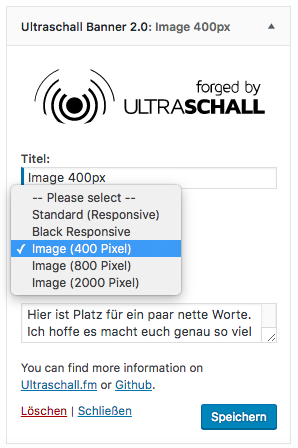 Ultraschall Banner 2.0: Image 400px
forged by
ULTRASCHALL
Titel:
Image 400px
-- Please select --
Standard (Responsive)
Black Responsive
✓ Image (400 Pixel)
Image (800 Pixel)
Image (2000 Pixel)
Hier ist Platz für ein paar nette Worte.
Ich hoffe es macht euch genau so viel
You can find more information on
Ultraschall.fm or Github.
Löschen | Schließen
Speichern